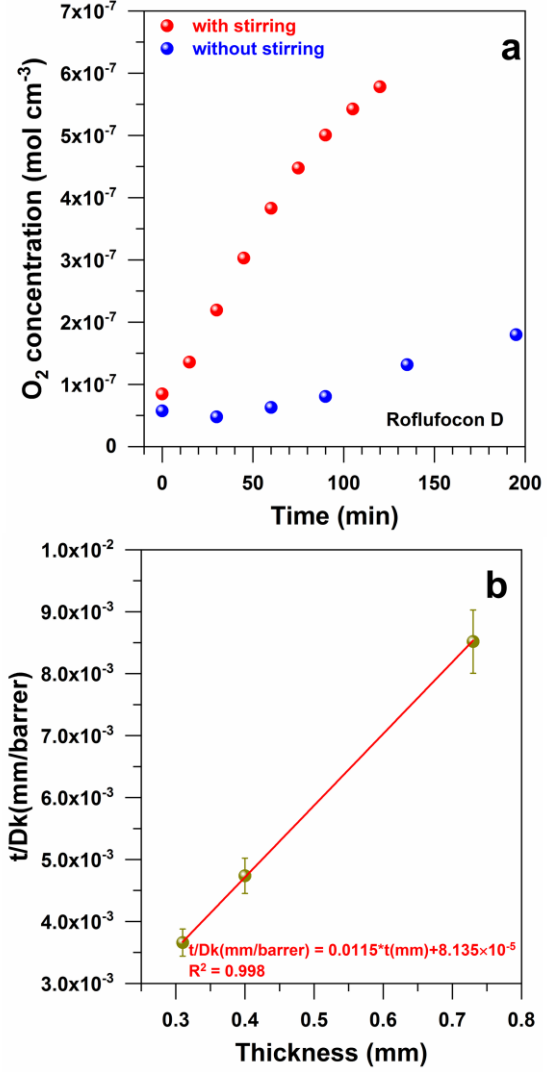 7x10⁻⁷
with stirring
without stirring
a
6x10⁻⁷
5x10⁻⁷
4x10⁻⁷
3x10⁻⁷
2x10⁻⁷
1x10⁻⁷
0
O₂ concentration (mol cm⁻³)
Roflufocon D
0 50 100 150 200
Time (min)
1.0x10⁻²
b
9.0x10⁻³
8.0x10⁻³
7.0x10⁻³
6.0x10⁻³
5.0x10⁻³
4.0x10⁻³
3.0x10⁻³
t/Dk(mm/barrer)
t/Dk(mm/barrer) = 0.0115*t(mm)+8.135×10⁻⁵
R² = 0.998
0.3 0.4 0.5 0.6 0.7 0.8
Thickness (mm)